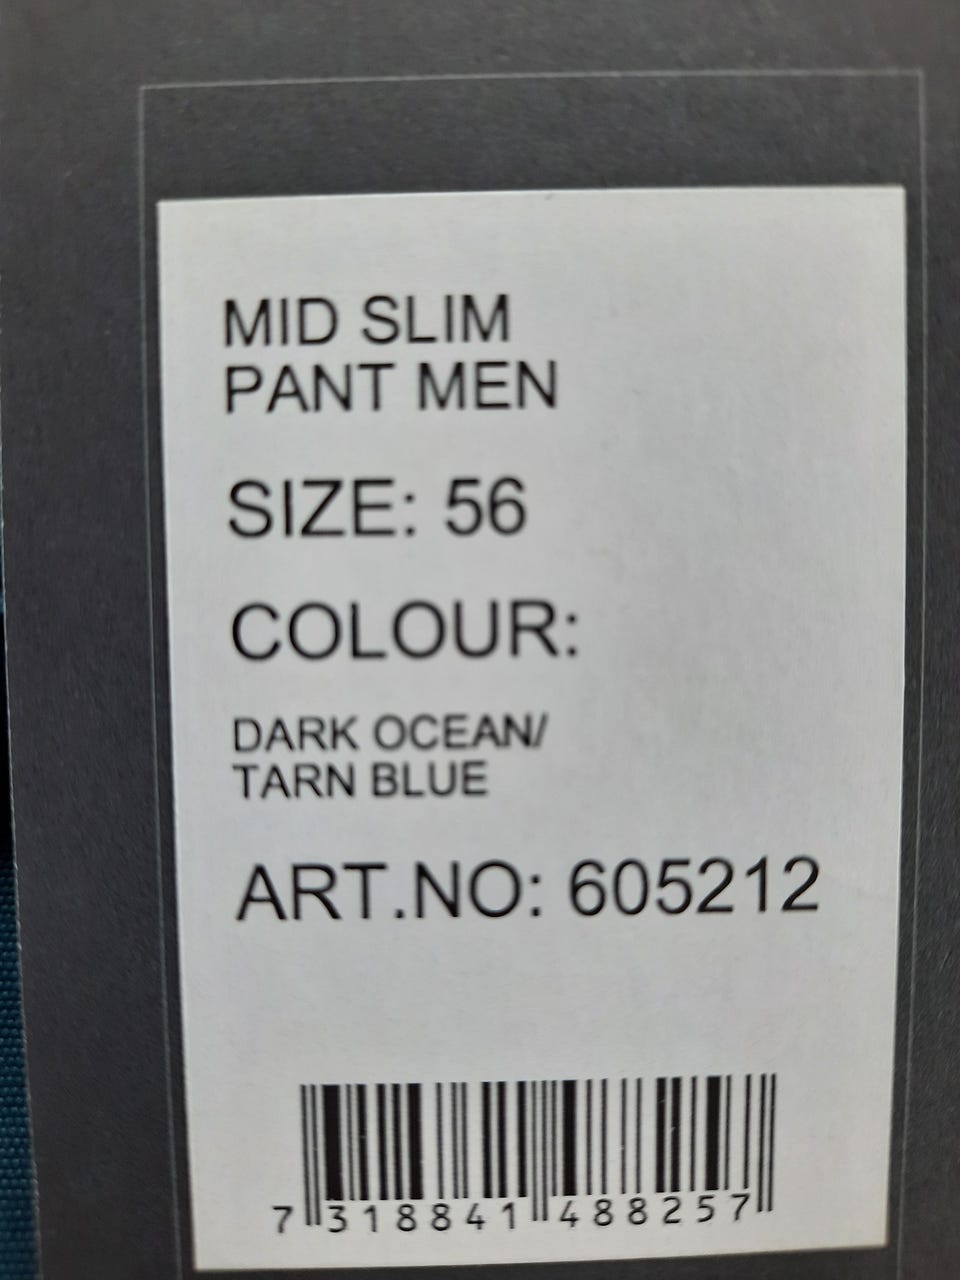 MID SLIM
PANT MEN
SIZE: 56
COLOUR:
DARK OCEAN/
TARN BLUE
ART.NO: 605212
7 318841 488257